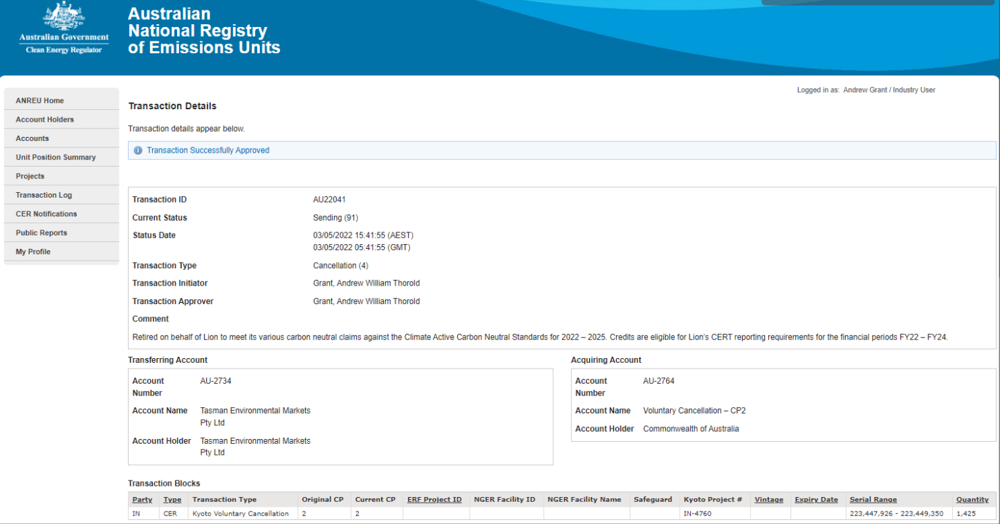 Australian Government
Clean Energy Regulator
Australian
National Registry
of Emissions Units
Logged in as: Andrew Grant / Industry User
ANREU Home
Account Holders
Accounts
Unit Position Summary
Projects
Transaction Log
CER Notifications
Public Reports
My Profile
Transaction Details
Transaction details appear below.
Transaction Successfully Approved
Transaction ID AU22041
Current Status Sending (91)
Status Date 03/05/2022 15:41:55 (AEST)
03/05/2022 05:41:55 (GMT)
Transaction Type Cancellation (4)
Transaction Initiator Grant, Andrew William Thorold
Transaction Approver Grant, Andrew William Thorold
Comment
Retired on behalf of Lion to meet its various carbon neutral claims against the Climate Active Carbon Neutral Standards for 2022 – 2025. Credits are eligible for Lion's CERT reporting requirements for the financial periods FY22 – FY24.
Transferring Account
Account AU-2734
Number
Account Name Tasman Environmental Markets
Pty Ltd
Account Holder Tasman Environmental Markets
Pty Ltd
Acquiring Account
Account AU-2764
Number
Account Name Voluntary Cancellation – CP2
Account Holder Commonwealth of Australia
Transaction Blocks
Party Type Transaction Type Original CP Current CP ERF Project ID NGER Facility ID NGER Facility Name Safeguard Kyoto Project # Vintage Expiry Date Serial Range Quantity
IN CER Kyoto Voluntary Cancellation 2 2 IN-4760 223,447,926 - 223,449,350 1,425